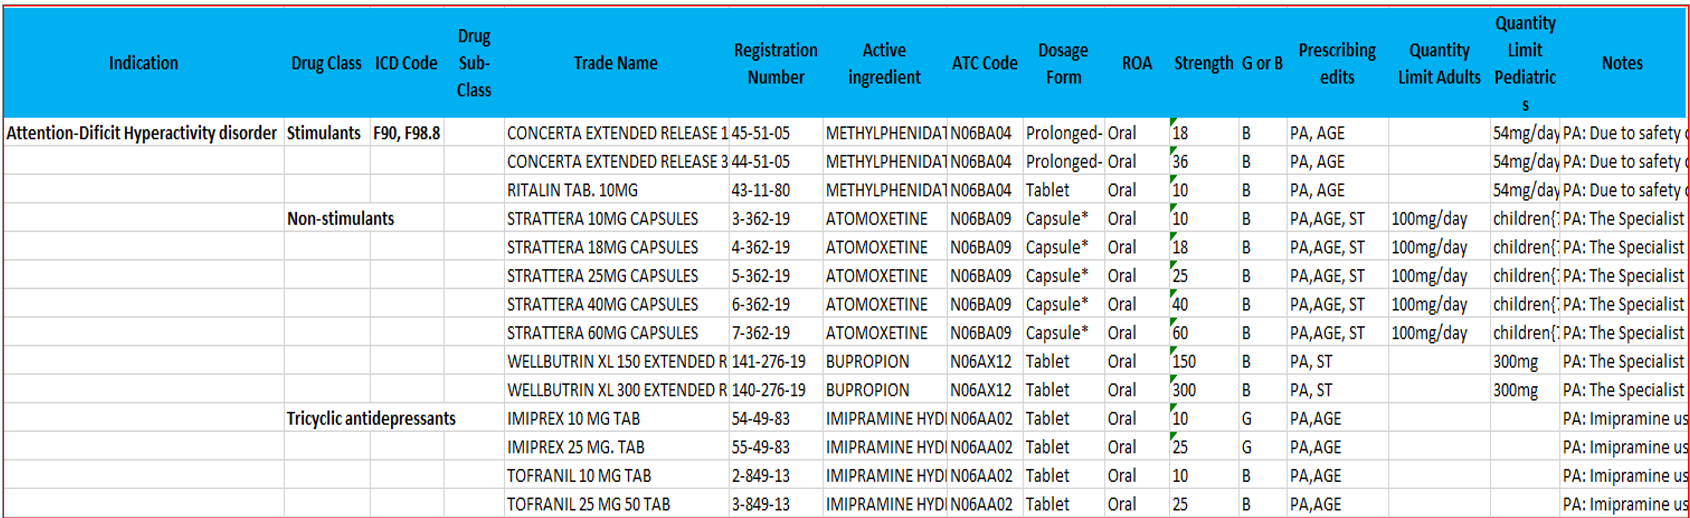 Indication Drug Class ICD Code Drug Sub-Class Trade Name Registration Number Active ingredient ATC Code Dosage Form ROA Strength G or B Prescribing edits Quantity Limit Adults Quantity Limit Pediatrics Notes
Attention-Dificit Hyperactivity disorder Stimulants F90, F98.8 CONCERTA EXTENDED RELEASE 1 45-51-05 METHYLPHENIDAT N06BA04 Prolonged- Oral 18 B PA, AGE 54mg/day PA: Due to safety
CONCERTA EXTENDED RELEASE 3 44-51-05 METHYLPHENIDAT N06BA04 Prolonged- Oral 36 B PA, AGE 54mg/day PA: Due to safety
RITALIN TAB. 10MG 43-11-80 METHYLPHENIDAT N06BA04 Tablet Oral 10 B PA, AGE 54mg/day PA: Due to safety
Non-stimulants STRATTERA 10MG CAPSULES 3-362-19 ATOMOXETINE N06BA09 Capsule* Oral 10 B PA,AGE, ST 100mg/day children{ PA: The Specialist
STRATTERA 18MG CAPSULES 4-362-19 ATOMOXETINE N06BA09 Capsule* Oral 18 B PA,AGE, ST 100mg/day children{ PA: The Specialist
STRATTERA 25MG CAPSULES 5-362-19 ATOMOXETINE N06BA09 Capsule* Oral 25 B PA,AGE, ST 100mg/day children{ PA: The Specialist
STRATTERA 40MG CAPSULES 6-362-19 ATOMOXETINE N06BA09 Capsule* Oral 40 B PA,AGE, ST 100mg/day children{ PA: The Specialist
STRATTERA 60MG CAPSULES 7-362-19 ATOMOXETINE N06BA09 Capsule* Oral 60 B PA,AGE, ST 100mg/day children{ PA: The Specialist
WELLBUTRIN XL 150 EXTENDED R 141-276-19 BUPROPION N06AX12 Tablet Oral 150 B PA, ST 300mg PA: The Specialist
WELLBUTRIN XL 300 EXTENDED R 140-276-19 BUPROPION N06AX12 Tablet Oral 300 B PA, ST 300mg PA: The Specialist
Tricyclic antidepressants IMIPREX 10 MG TAB 54-49-83 IMIPRAMINE HYD N06AA02 Tablet Oral 10 G PA,AGE PA: Imipramine us
IMIPREX 25 MG. TAB 55-49-83 IMIPRAMINE HYD N06AA02 Tablet Oral 25 G PA,AGE PA: Imipramine us
TOFRANIL 10 MG TAB 2-849-13 IMIPRAMINE HYD N06AA02 Tablet Oral 10 B PA,AGE PA: Imipramine us
TOFRANIL 25 MG 50 TAB 3-849-13 IMIPRAMINE HYD N06AA02 Tablet Oral 25 B PA,AGE PA: Imipramine us